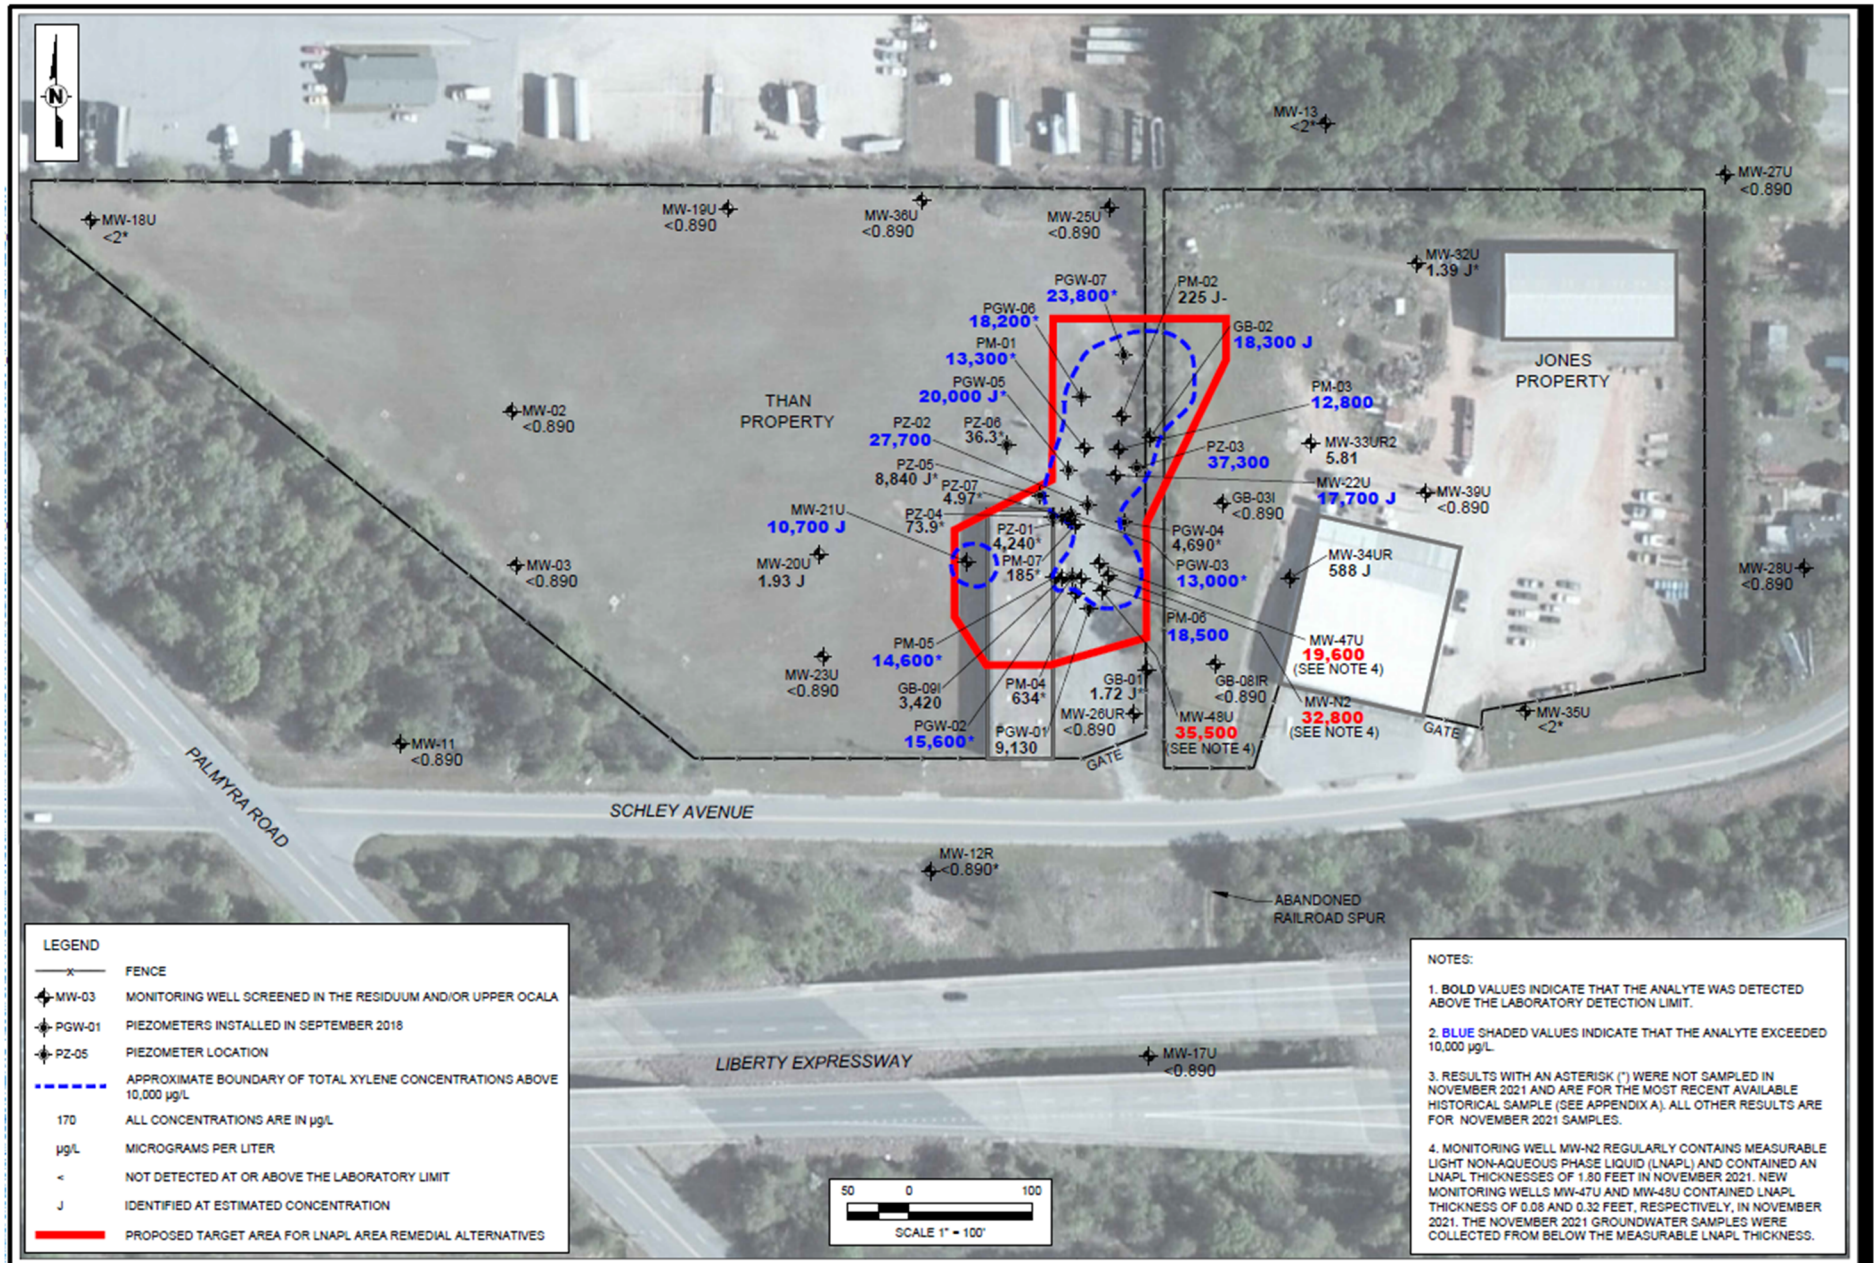 N
MW-13
<2*
MW-27U
<0.890
MW-18U
<2*
MW-19U
<0.890
MW-36U
<0.890
MW-25U
<0.890
MW-32U
1.39 J*
PGW-07
23,800*
PM-02
225 J-
PGW-06
18,200*
GB-02
18,300 J
PM-01
13,300*
JONES
PROPERTY
PGW-05
20,000 J*
PM-03
12,800
THAN
PROPERTY
MW-02
<0.890
PZ-02
27,700
PZ-06
36.3*
PZ-03
37,300
MW-33UR2
5.81
PZ-05
8,840 J*
PZ-07
4.97*
MW-22U
17,700 J
MW-39U
<0.890
GB-03I
<0.890
MW-21U
10,700 J
PZ-04
73.9*
PZ-01
4,240*
PGW-04
4,690*
MW-03
<0.890
MW-20U
1.93 J
PM-07
185*
PGW-03
13,000*
MW-34UR
588 J
MW-28U
<0.890
PM-06
18,500
PM-05
14,600*
MW-47U
19,600
(SEE NOTE 4)
MW-23U
<0.890
GB-09I
3,420
PM-04
634*
GB-01
1.72 J*
GB-08IR
<0.890
MW-N2
32,800
(SEE NOTE 4)
MW-26UR
<0.890
MW-48U
35,500
(SEE NOTE 4)
MW-35U
<2*
PGW-02
15,600*
PGW-01
9,130
GATE
GATE
MW-11
<0.890
PALMYRA ROAD
SCHLEY AVENUE
MW-12R
<0.890*
ABANDONED
RAILROAD SPUR
LIBERTY EXPRESSWAY
MW-17U
<0.890
LEGEND
x FENCE
MW-03 MONITORING WELL SCREENED IN THE RESIDUUM AND/OR UPPER OCALA
PGW-01 PIEZOMETERS INSTALLED IN SEPTEMBER 2018
PZ-05 PIEZOMETER LOCATION
APPROXIMATE BOUNDARY OF TOTAL XYLENE CONCENTRATIONS ABOVE
10,000 µg/L
170 ALL CONCENTRATIONS ARE IN µg/L
µg/L MICROGRAMS PER LITER
< NOT DETECTED AT OR ABOVE THE LABORATORY LIMIT
J IDENTIFIED AT ESTIMATED CONCENTRATION
PROPOSED TARGET AREA FOR LNAPL AREA REMEDIAL ALTERNATIVES
50 0 100
SCALE 1" = 100'
NOTES:
1. BOLD VALUES INDICATE THAT THE ANALYTE WAS DETECTED
ABOVE THE LABORATORY DETECTION LIMIT.
2. BLUE SHADED VALUES INDICATE THAT THE ANALYTE EXCEEDED
10,000 µg/L.
3. RESULTS WITH AN ASTERISK (*) WERE NOT SAMPLED IN
NOVEMBER 2021 AND ARE FOR THE MOST RECENT AVAILABLE
HISTORICAL SAMPLE (SEE APPENDIX A). ALL OTHER RESULTS ARE
FOR NOVEMBER 2021 SAMPLES.
4. MONITORING WELL MW-N2 REGULARLY CONTAINS MEASURABLE
LIGHT NON-AQUEOUS PHASE LIQUID (LNAPL) AND CONTAINED AN
LNAPL THICKNESSES OF 1.80 FEET IN NOVEMBER 2021. NEW
MONITORING WELLS MW-47U AND MW-48U CONTAINED LNAPL
THICKNESS OF 0.08 AND 0.32 FEET, RESPECTIVELY, IN NOVEMBER
2021. THE NOVEMBER 2021 GROUNDWATER SAMPLES WERE
COLLECTED FROM BELOW THE MEASURABLE LNAPL THICKNESS.